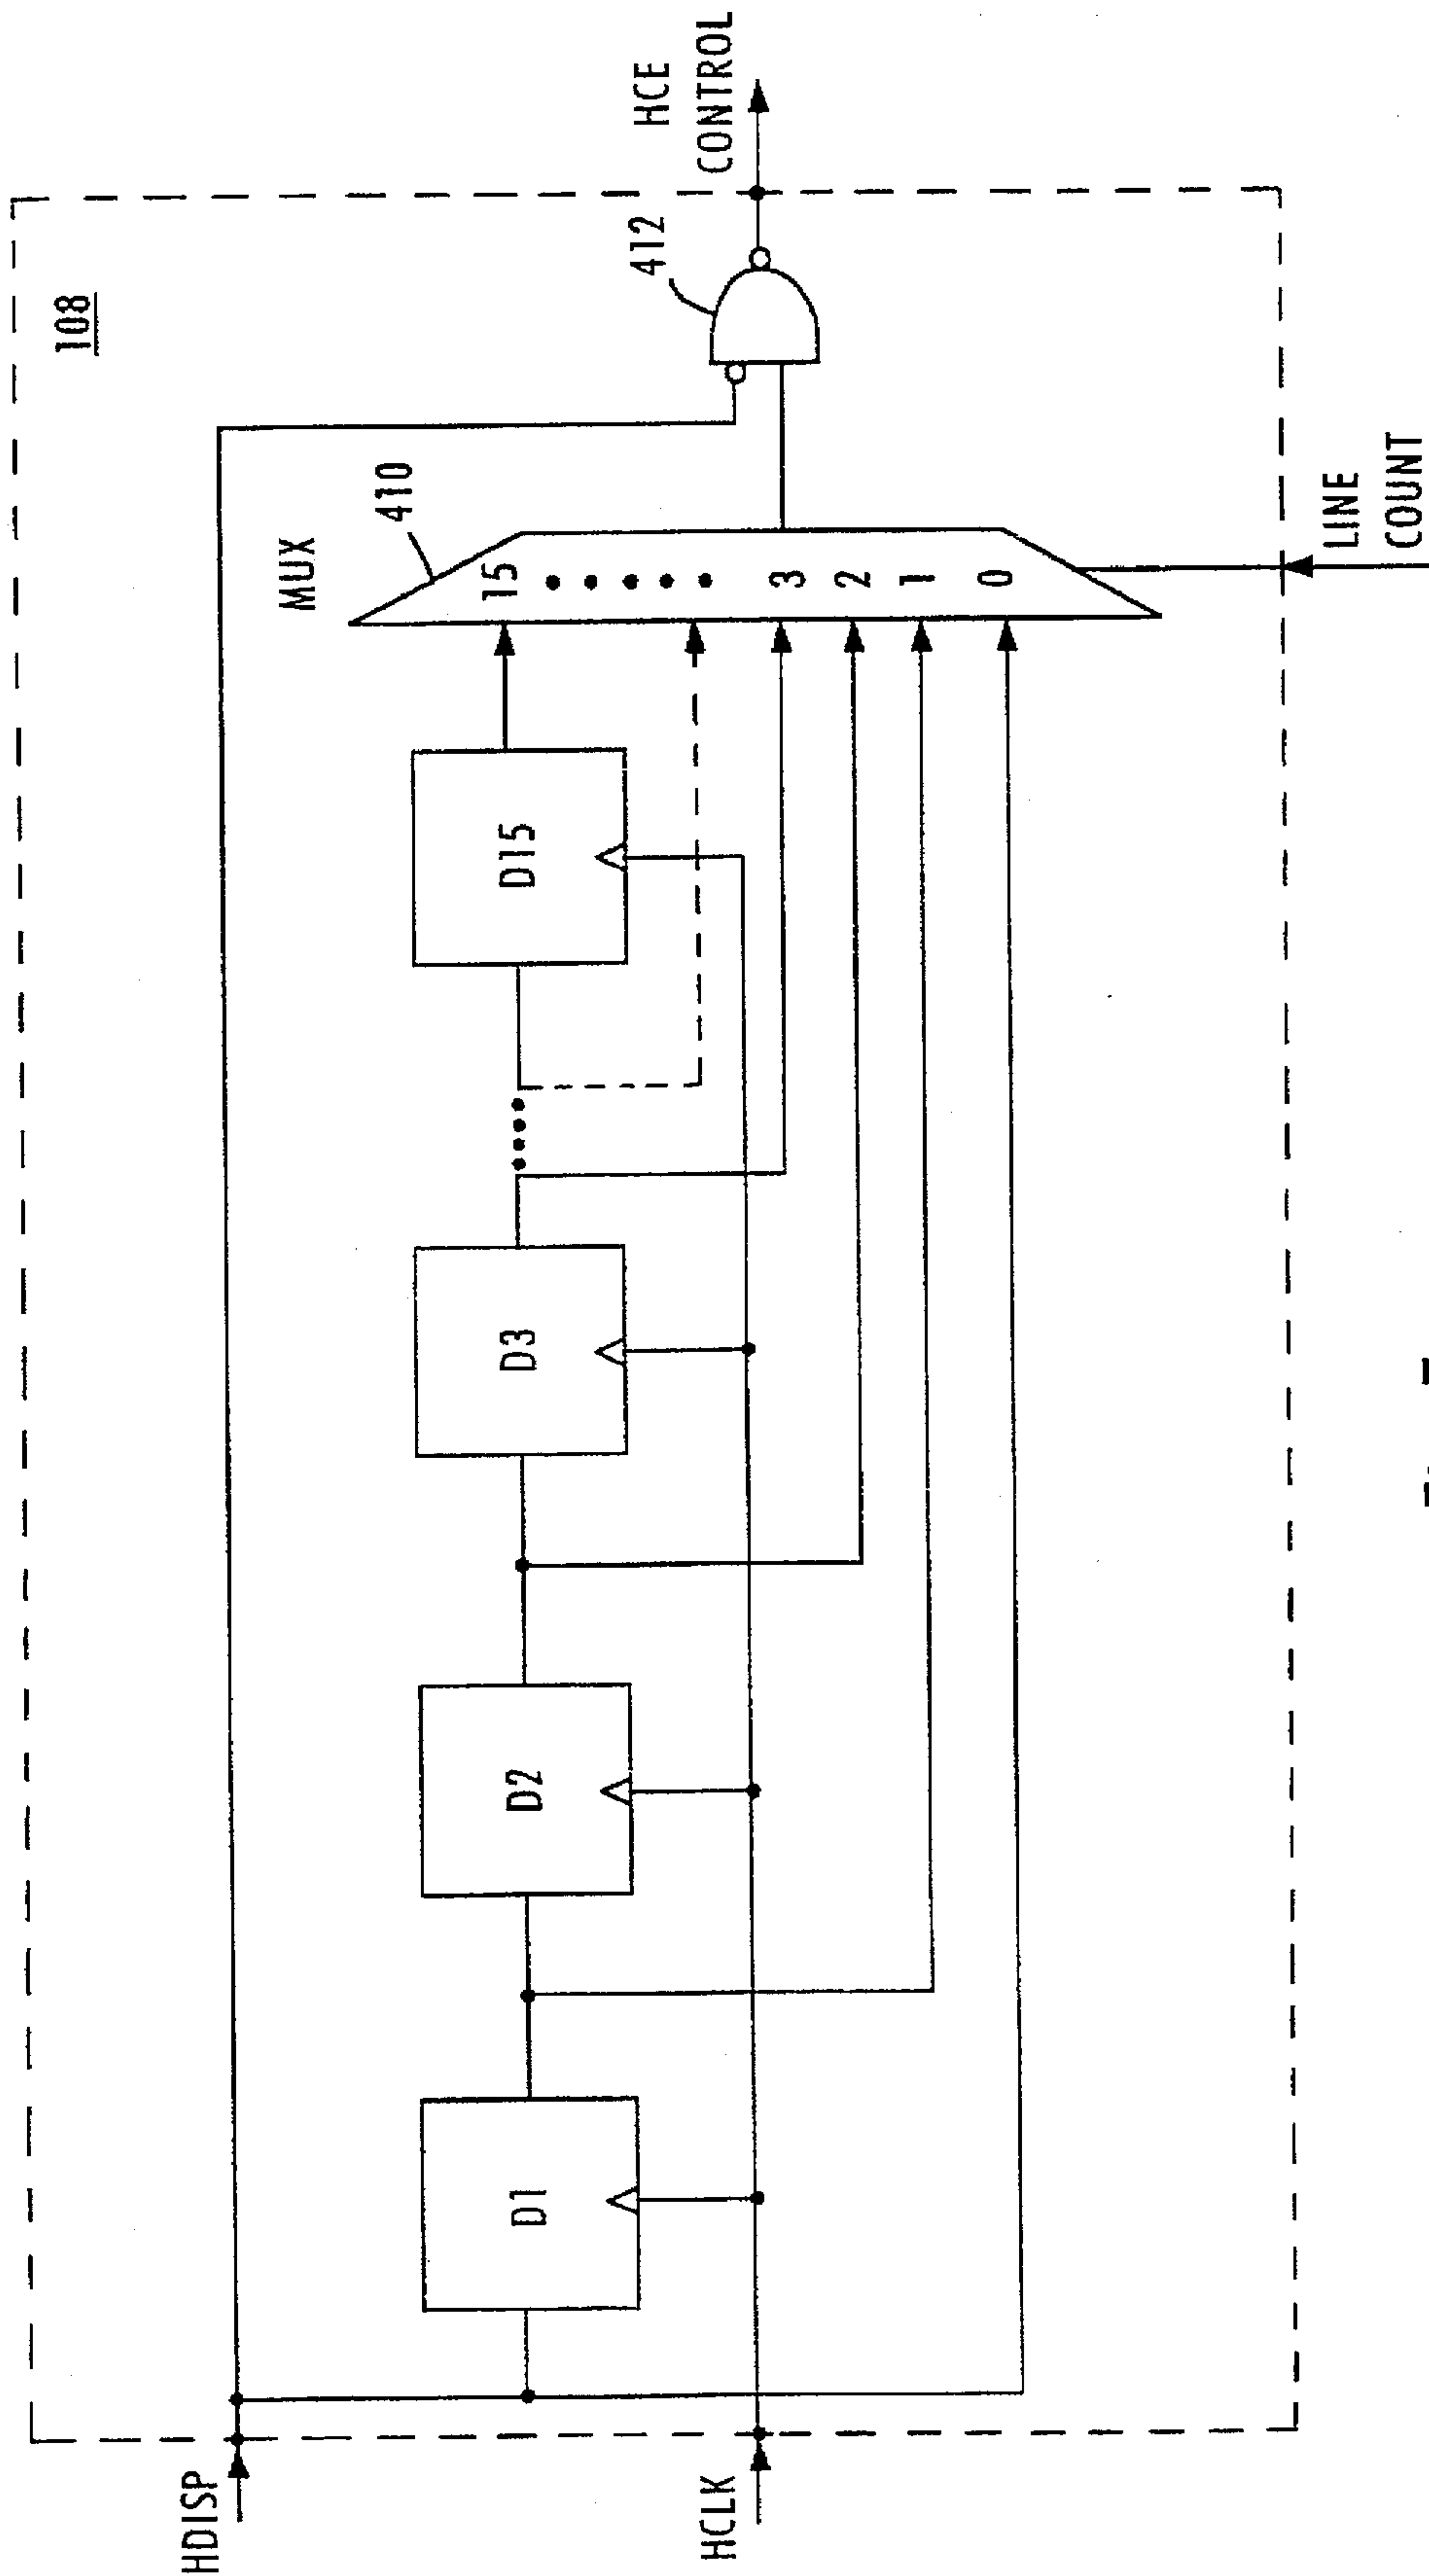 108
HDISP
HCLK
D1
D2
D3
D15
MUX
410
15
3
2
1
0
412
HCE
CONTROL
LINE
COUNT